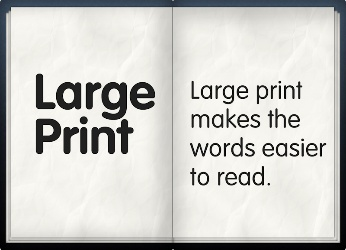 Large
Print
Large print
makes the
words easier
to read.